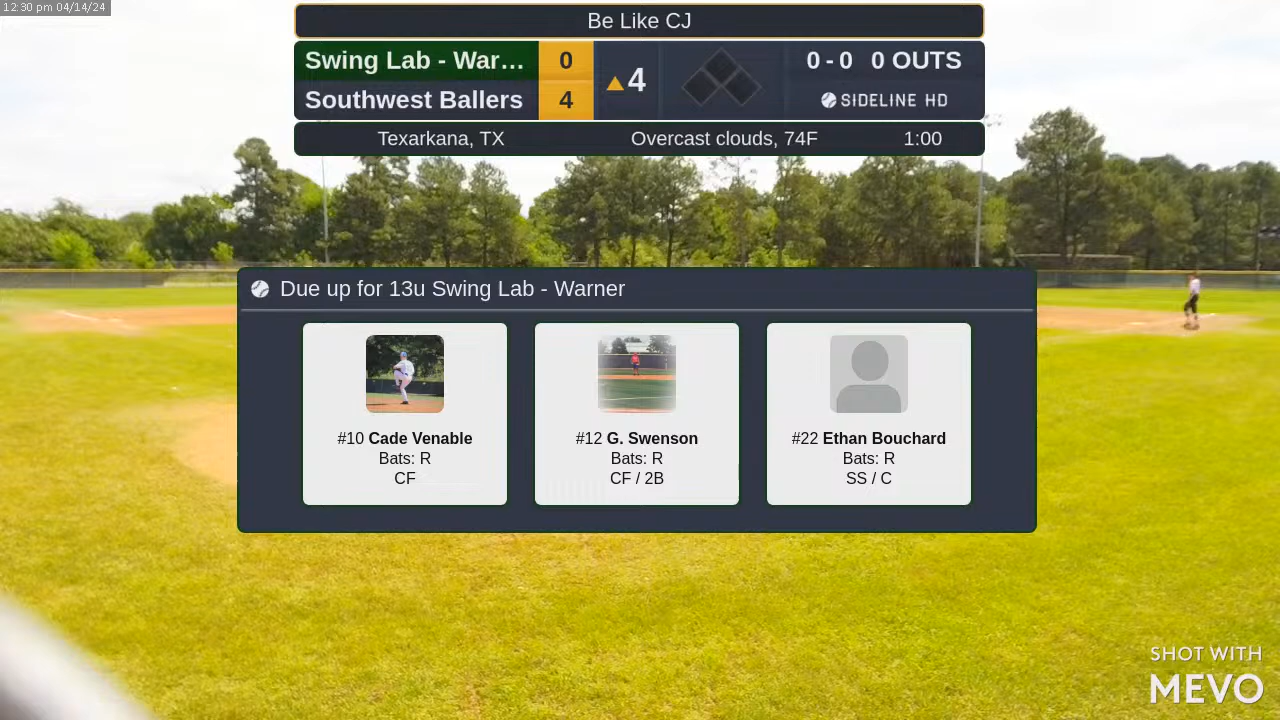 12:30 pm 04/14/24
Be Like CJ
Swing Lab - War... 0
Southwest Ballers 4
▲4
0 - 0 0 OUTS
SIDELINE HD
Texarkana, TX Overcast clouds, 74F 1:00
Due up for 13u Swing Lab - Warner
#10 Cade Venable
Bats: R
CF
#12 G. Swenson
Bats: R
CF / 2B
#22 Ethan Bouchard
Bats: R
SS / C
SHOT WITH
MEVO